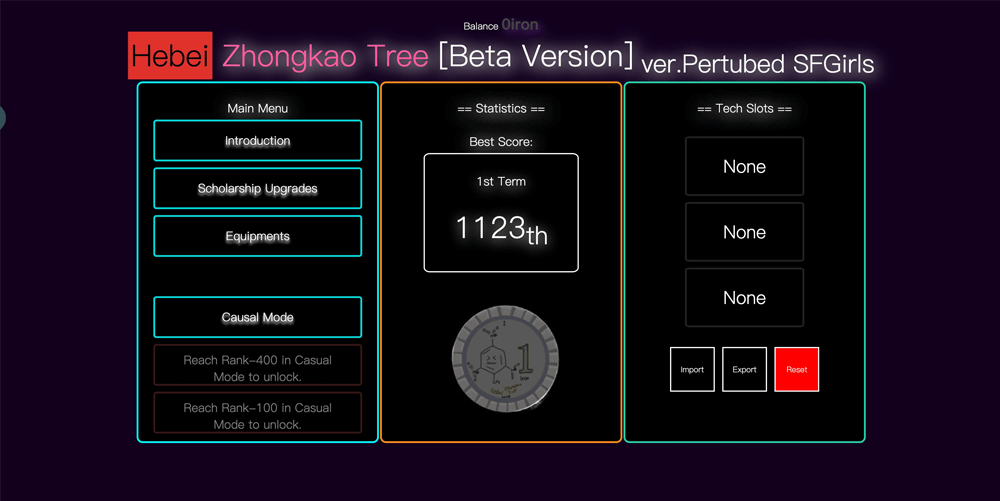 Balance 0iron
Hebei Zhongkao Tree [Beta Version] ver.Pertubed SFGirls
Main Menu
Introduction
Scholarship Upgrades
Equipments
Causal Mode
Reach Rank-400 in Casual
Mode to unlock.
Reach Rank-100 in Casual
Mode to unlock.
== Statistics ==
Best Score:
1st Term
1123th
1
== Tech Slots ==
None
None
None
Import
Export
Reset